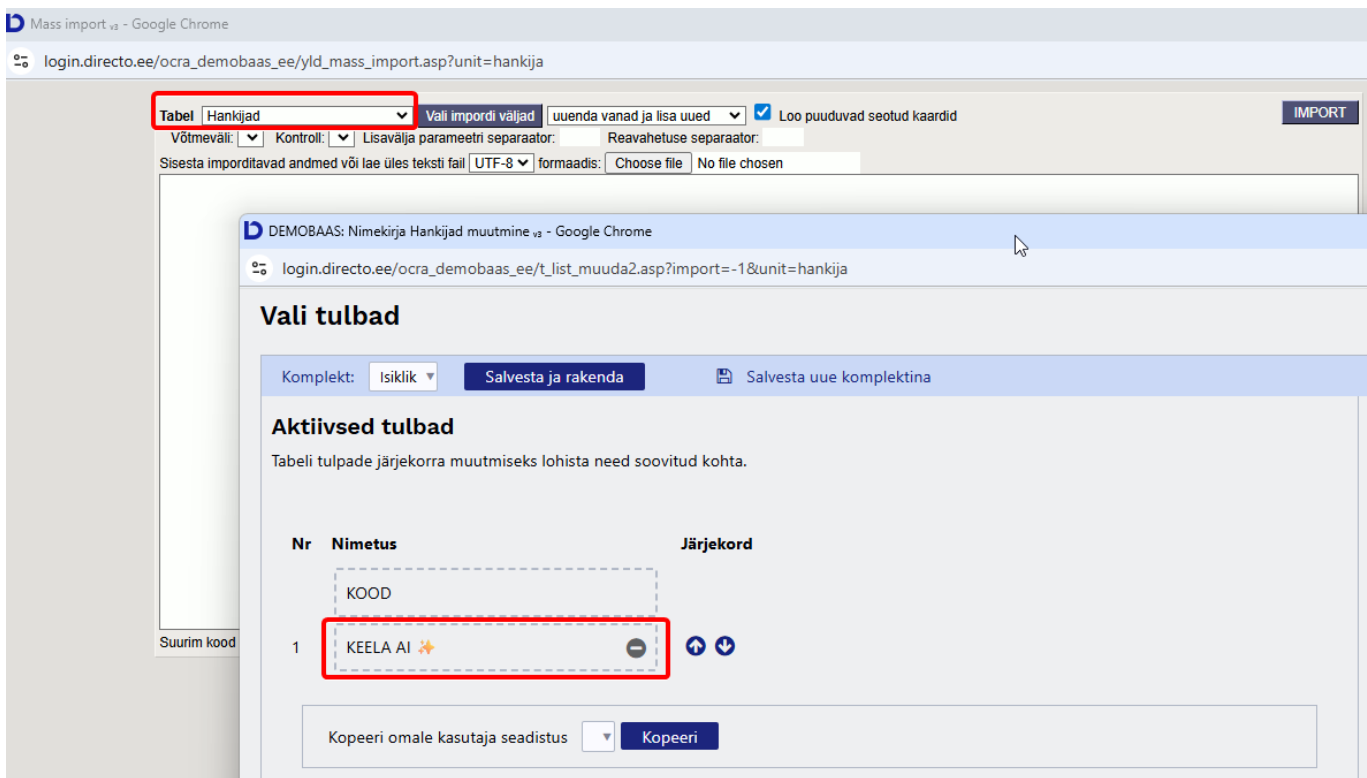 Mass import v3 - Google Chrome
login.directo.ee/ocra_demobaas_ee/yld_mass_import.asp?unit=hankija
Tabel Hankijad Vali impordi väljad uuenda vanad ja lisa uued Loo puuduvad seotud kaardid IMPORT
Võtmeväli: Kontroll: Lisavälja parameetri separaator: Reavahetuse separaator:
Sisesta imporditavad andmed või lae üles teksti fail UTF-8 formaadis: Choose file No file chosen
DEMOBAAS: Nimekirja Hankijad muutmine v3 - Google Chrome
login.directo.ee/ocra_demobaas_ee/t_list_muuda2.asp?import=-1&unit=hankija
Vali tulbad
Komplekt: Isiklik Salvesta ja rakenda Salvesta uue komplektina
Aktiivsed tulbad
Tabeli tulpade järjekorra muutmiseks lohista need soovitud kohta.
Nr Nimetus Järjekord
KOOD
Suurim kood
1 KEELA AI ✨
Kopeeri omale kasutaja seadistus Kopeeri